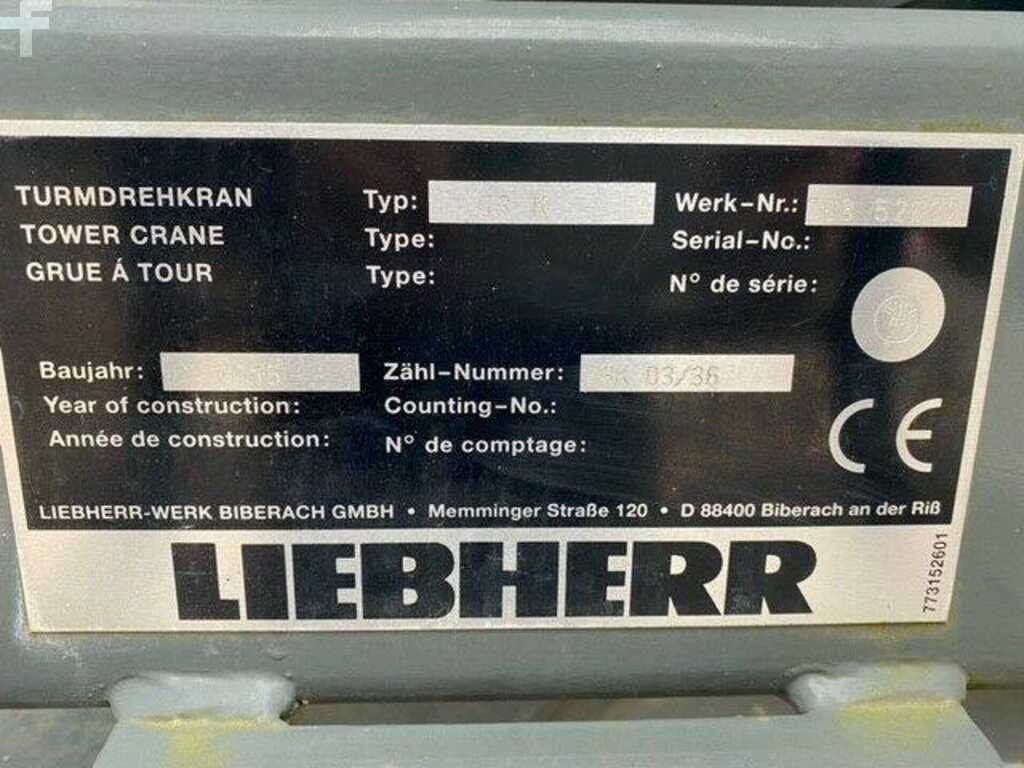 TURMDREHKRAN Typ: K Werk-Nr.:
TOWER CRANE Type: Serial-No.:
GRUE Á TOUR Type: N° de série:
Baujahr: Zähl-Nummer: 03/36
Year of construction: Counting-No.:
Année de construction: N° de comptage:
LIEBHERR-WERK BIBERACH GMBH • Memminger Straße 120 • D 88400 Biberach an der Riß
CE
LIEBHERR
773152601